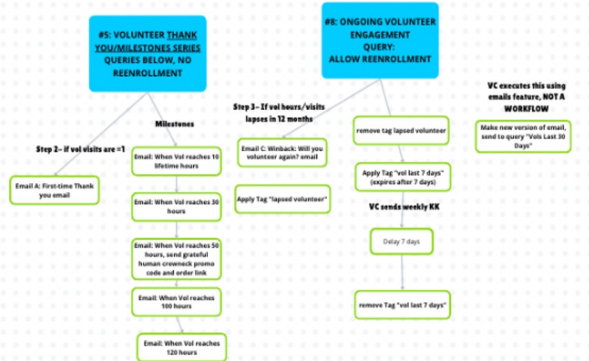 #5: VOLUNTEER THANK
YOU/MILESTONES SERIES
QUERIES BELOW, NO
REENROLLMENT
Step 2- if vol visits are =1
Email A: First-time Thank
you email
Milestones
Email: When Vol reaches 10
lifetime hours
Email: When Vol reaches 30
hours
Email: When Vol reaches 50
hours, send grateful
human crewneck promo
code and order link
Email: When Vol reaches
100 hours
Email: When Vol reaches
120 hours
#8: ONGOING VOLUNTEER
ENGAGEMENT
QUERY:
ALLOW REENROLLMENT
Step 3- If vol hours/visits
lapses in 12 months
Email C: Winback: Will you
volunteer again? email
Apply Tag "lapsed volunteer"
remove tag lapsed volunteer
Apply Tag "vol last 7 days"
(expires after 7 days)
VC sends weekly KK
Delay 7 days
remove Tag "vol last 7 days"
VC executes this using
emails feature, NOT A
WORKFLOW
Make new version of email,
send to query "Vols Last 30
Days"